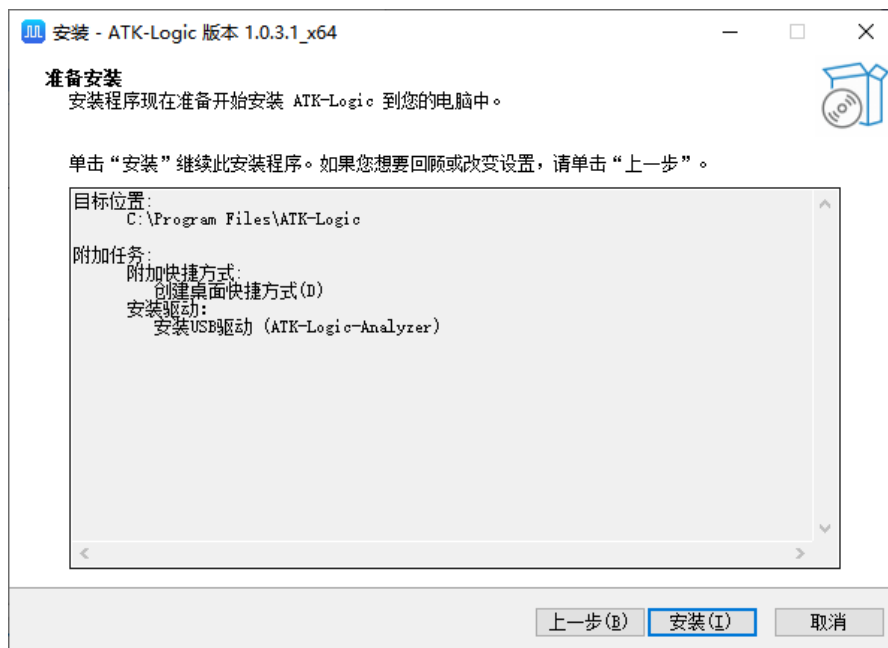 安装 - ATK-Logic 版本 1.0.3.1_x64
准备安装
安装程序现在准备开始安装 ATK-Logic 到您的电脑中。
单击“安装”继续此安装程序。如果您想要回顾或改变设置，请单击“上一步”。
目标位置:
C:\Program Files\ATK-Logic
附加任务:
附加快捷方式:
创建桌面快捷方式(D)
安装驱动:
安装USB驱动 (ATK-Logic-Analyzer)
上一步(B) 安装(I) 取消